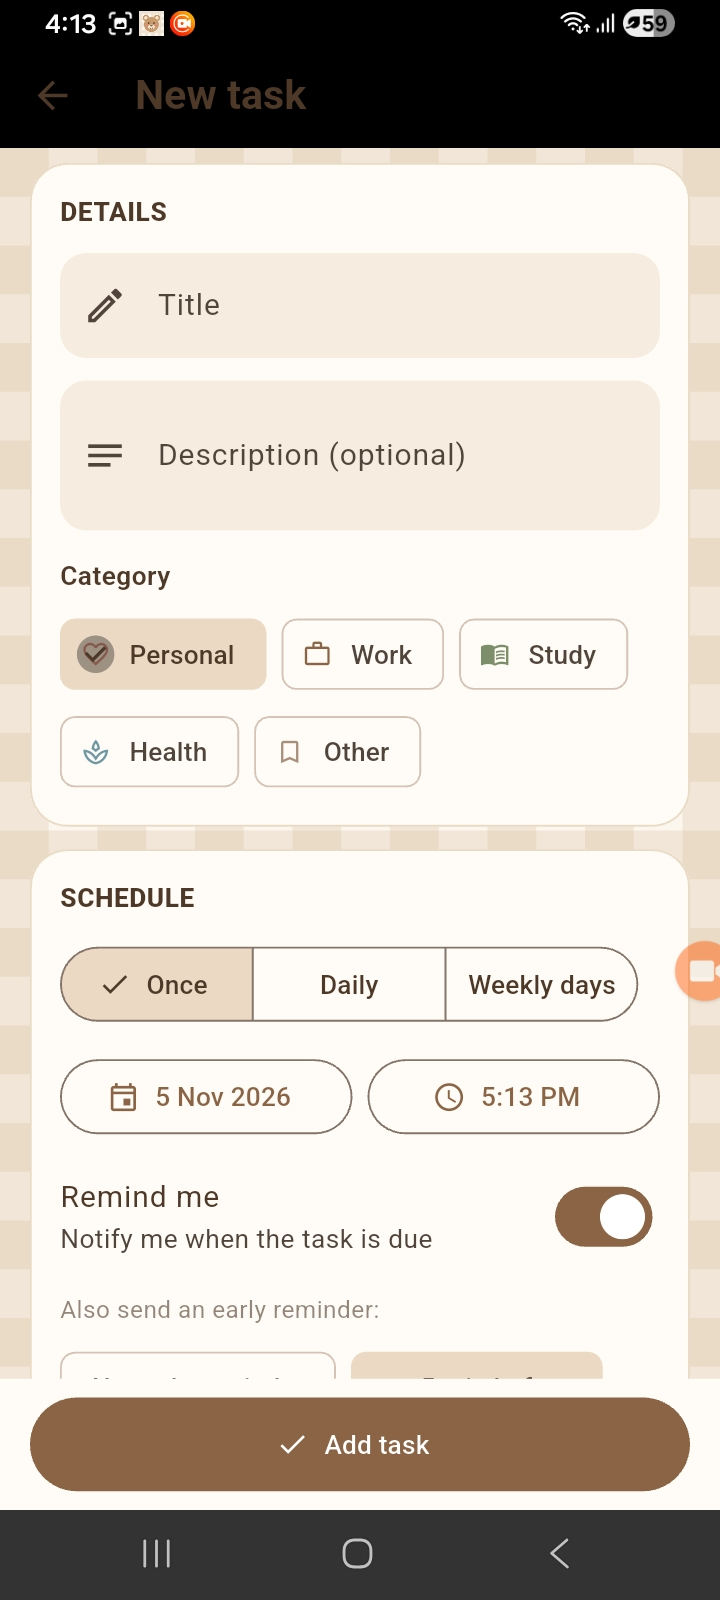 4:13
59
New task
DETAILS
Title
Description (optional)
Category
Personal Work Study
Health Other
SCHEDULE
Once Daily Weekly days
5 Nov 2026 5:13 PM
Remind me
Notify me when the task is due
Also send an early reminder:
Add task